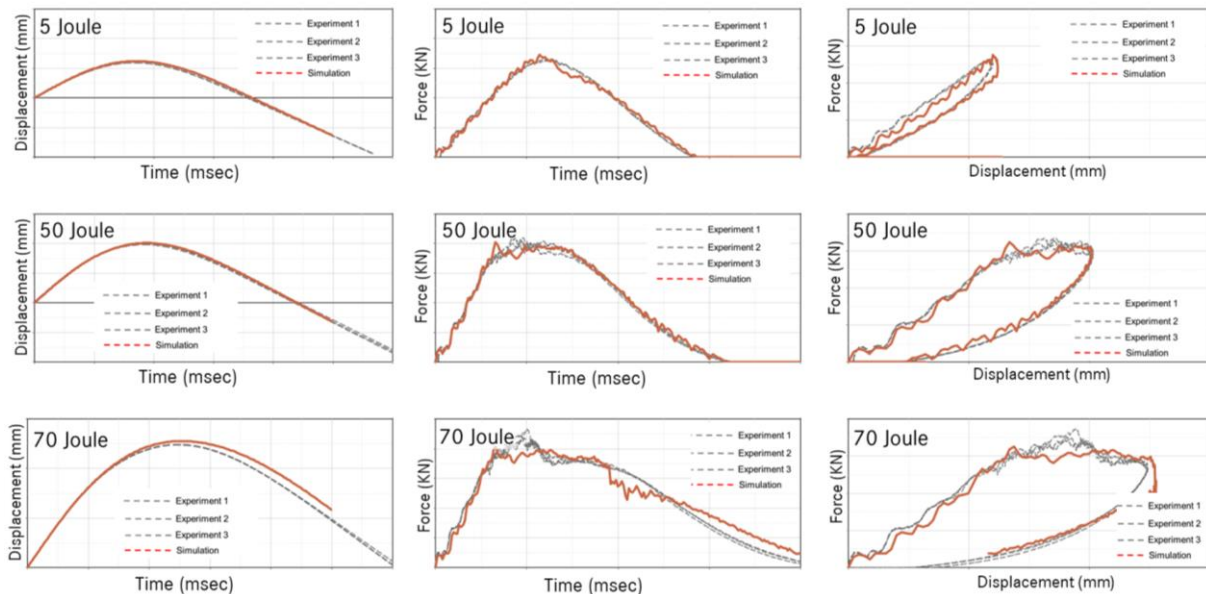 5 Joule
Displacement (mm)
Experiment 1
Experiment 2
Experiment 3
Simulation
Time (msec)
5 Joule
Force (KN)
Experiment 1
Experiment 2
Experiment 3
Simulation
Time (msec)
5 Joule
Force (KN)
Experiment 1
Experiment 2
Experiment 3
Simulation
Displacement (mm)
50 Joule
Displacement (mm)
Experiment 1
Experiment 2
Experiment 3
Simulation
Time (msec)
50 Joule
Force (KN)
Experiment 1
Experiment 2
Experiment 3
Simulation
Time (msec)
50 Joule
Force (KN)
Experiment 1
Experiment 2
Experiment 3
Simulation
Displacement (mm)
70 Joule
Displacement (mm)
Experiment 1
Experiment 2
Experiment 3
Simulation
Time (msec)
70 Joule
Force (KN)
Experiment 1
Experiment 2
Experiment 3
Simulation
Time (msec)
70 Joule
Force (KN)
Experiment 1
Experiment 2
Experiment 3
Simulation
Displacement (mm)